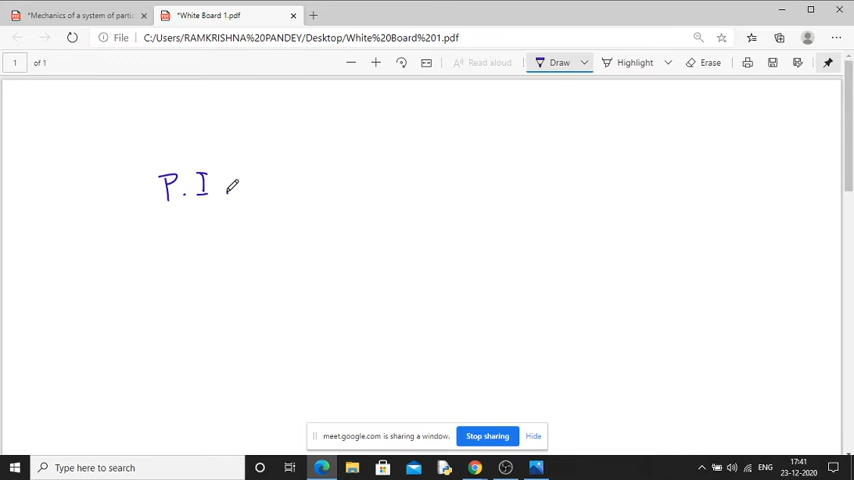 *Mechanics of a system of partic
*White Board 1.pdf
File C:/Users/RAMKRISHNA%20PANDEY/Desktop/White%20Board%201.pdf
1 of 1 Read aloud Draw Highlight Erase
P. I
meet.google.com is sharing a window. Stop sharing Hide
Type here to search
ENG
17:41
23-12-2020